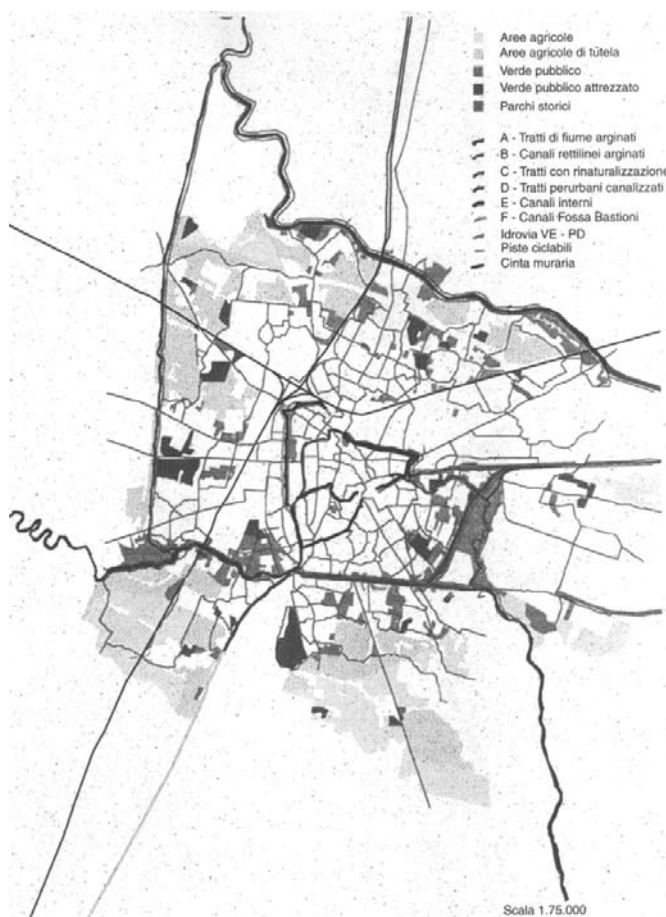 Aree agricole
Aree agricole di tutela
Verde pubblico
Verde pubblico attrezzato
Parchi storici
A - Tratti di fiume arginati
B - Canali rettilinei arginati
C - Tratti con rinaturalizzazione
D - Tratti perurbani canalizzati
E - Canali interni
F - Canali Fossa Bastioni
Idrovia VE - PD
Piste ciclabili
Cinta muraria
Scala 1.75.000